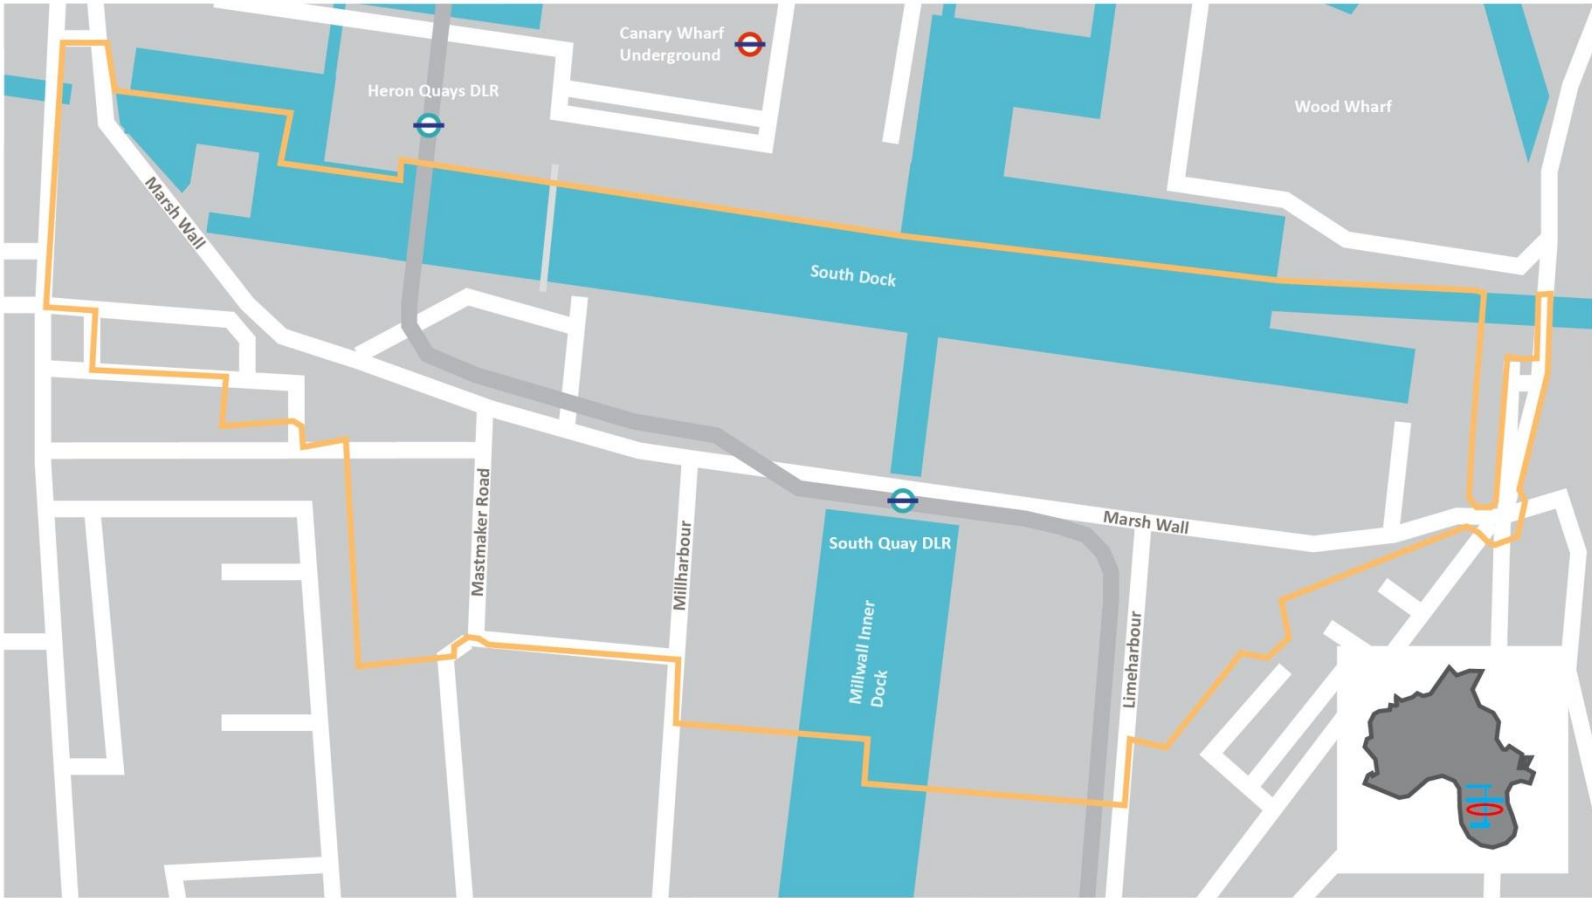 Canary Wharf
Underground
Heron Quays DLR
Wood Wharf
Marsh Wall
South Dock
Mastmaker Road
Millharbour
Marsh Wall
South Quay DLR
Millwall Inner
Dock
Limeharbour